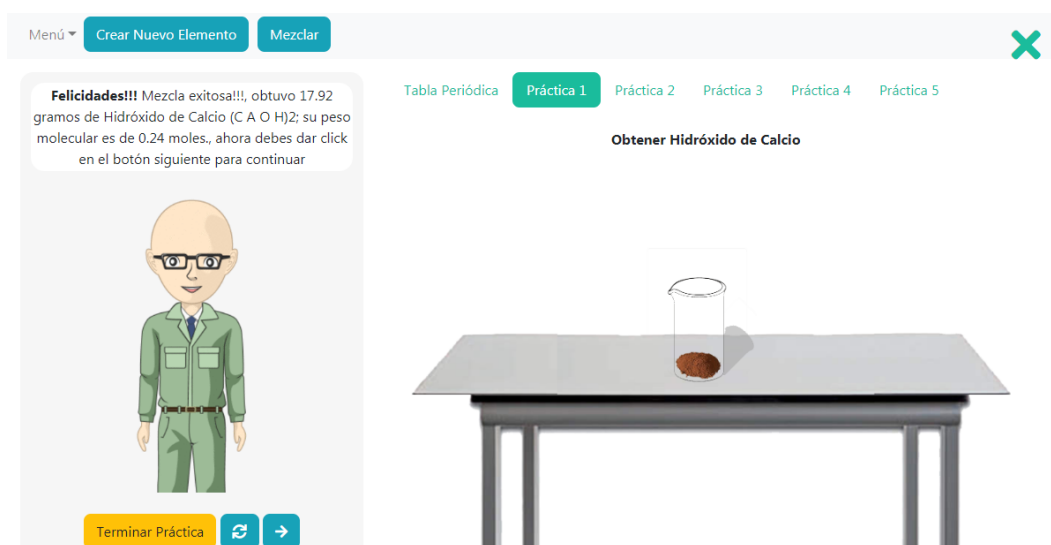 Menú Crear Nuevo Elemento Mezclar
Felicidades!!! Mezcla exitosa!!!, obtuvo 17.92
gramos de Hidróxido de Calcio (C A O H)2; su peso
molecular es de 0.24 moles., ahora debes dar click
en el botón siguiente para continuar
Tabla Periódica Práctica 1 Práctica 2 Práctica 3 Práctica 4 Práctica 5
Obtener Hidróxido de Calcio
Terminar Práctica